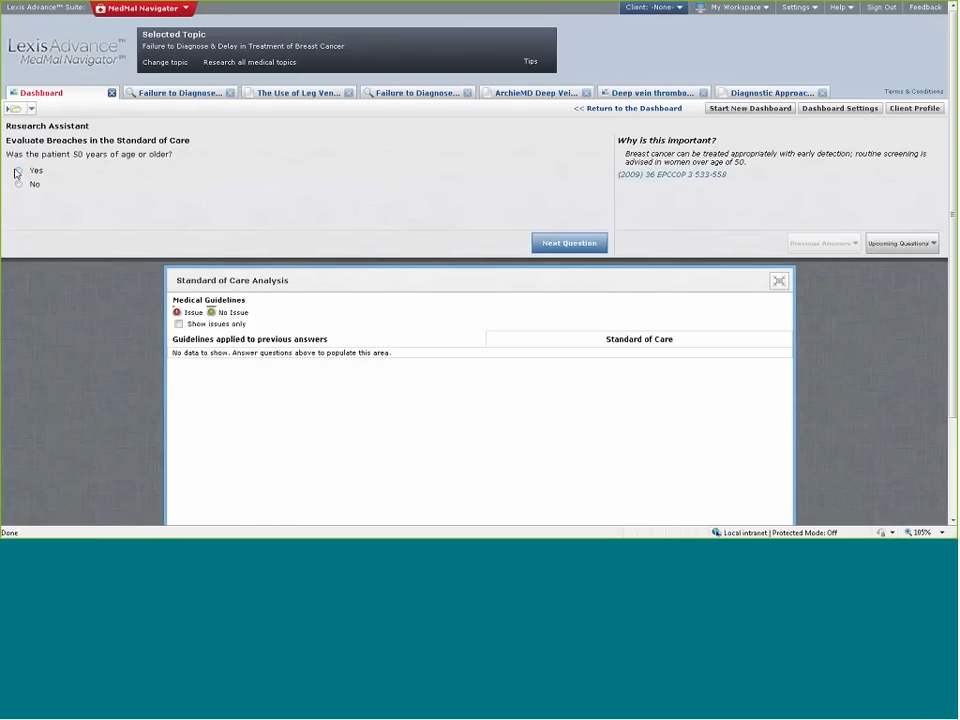 Lexis Advance™ Suite: MedMal Navigator Client: -None- My Workspace Settings Help Sign Out Feedback
LexisAdvance™
MedMal Navigator™
Selected Topic
Failure to Diagnose & Delay in Treatment of Breast Cancer
Change topic Research all medical topics Tips
Dashboard Failure to Diagnose... The Use of Leg Ven... Failure to Diagnose... ArchieMD Deep Vei... Deep vein thrombo... Diagnostic Approac... Terms & Conditions
<< Return to the Dashboard Start New Dashboard Dashboard Settings Client Profile
Research Assistant
Evaluate Breaches in the Standard of Care
Was the patient 50 years of age or older?
Yes
No
Why is this important?
Breast cancer can be treated appropriately with early detection; routine screening is
advised in women over age of 50.
(2009) 36 EPCCOP 3 533-558
Next Question Previous Answers Upcoming Questions
Standard of Care Analysis
Medical Guidelines
Issue No Issue
Show issues only
Guidelines applied to previous answers Standard of Care
No data to show. Answer questions above to populate this area.
Done Local intranet | Protected Mode: Off 105%